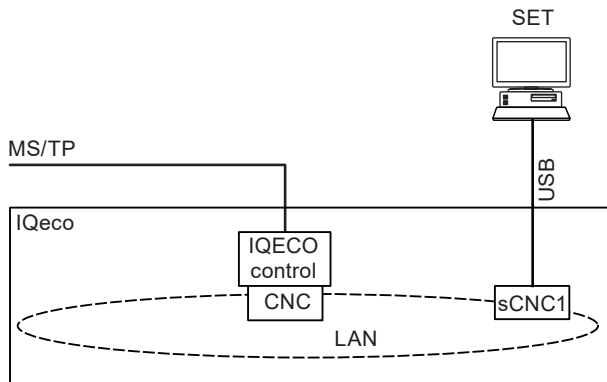 SET
MS/TP
USB
IQeco
IQECO
control
CNC
sCNC1
LAN